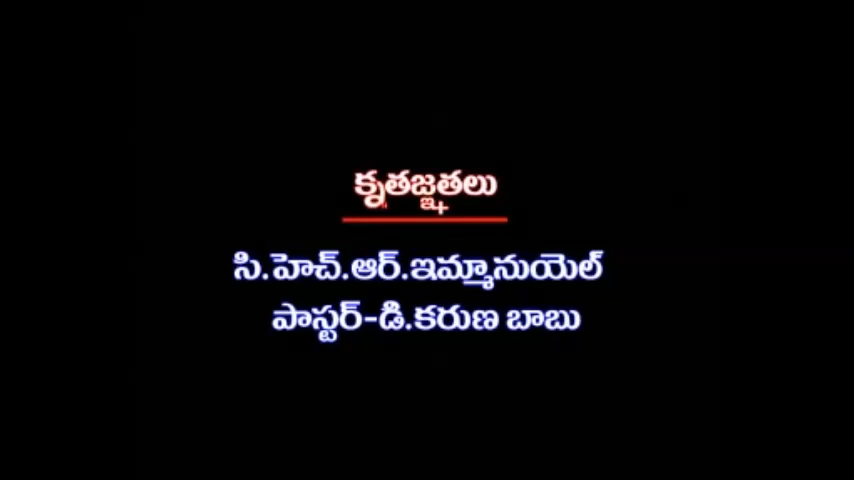 కృతజ్ఞతలు
సి.హెచ్.ఆర్.ఇమ్మానుయెల్
పాస్టర్-డి.కరుణ బాబు